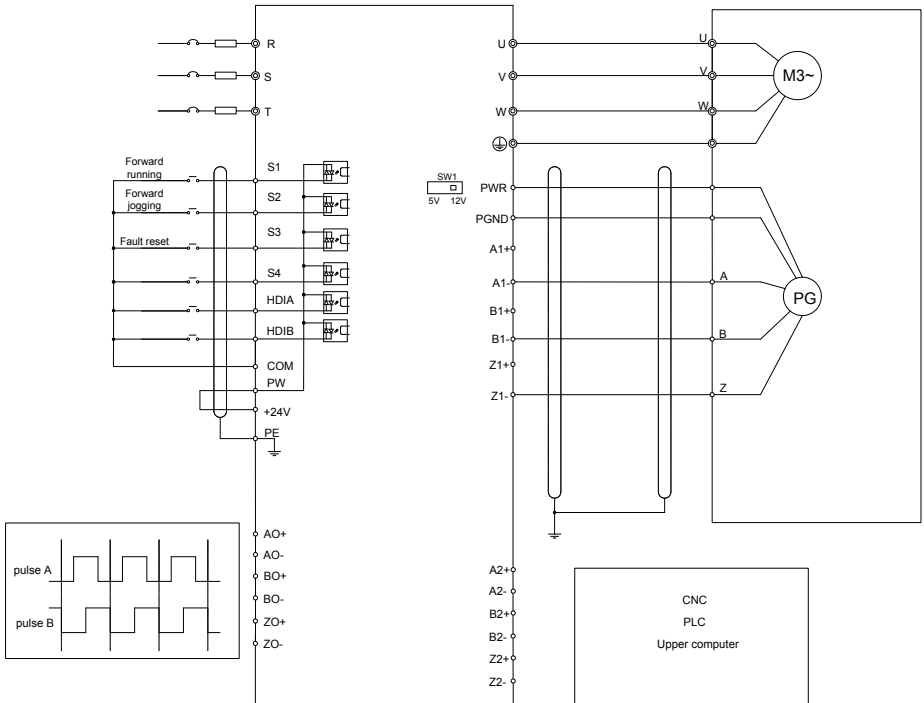 R
S
T
U
V
W
U
V
W
M3~
Forward
running
Forward
jogging
Fault reset
S1
S2
S3
S4
HDIA
HDIB
COM
PW
+24V
PE
SW1
5V 12V
PWR
PGND
A1+
A1-
B1+
B1-
Z1+
Z1-
A
B
Z
PG
pulse A
pulse B
AO+
AO-
BO+
BO-
ZO+
ZO-
A2+
A2-
B2+
B2-
Z2+
Z2-
CNC
PLC
Upper computer